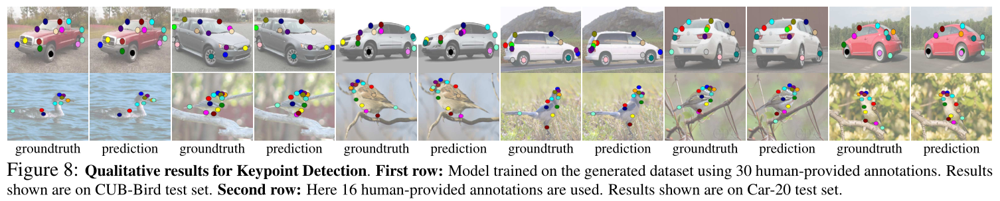 groundtruth prediction groundtruth prediction groundtruth prediction groundtruth prediction groundtruth prediction groundtruth prediction
Figure 8: Qualitative results for Keypoint Detection. First row: Model trained on the generated dataset using 30 human-provided annotations. Results
shown are on CUB-Bird test set. Second row: Here 16 human-provided annotations are used. Results shown are on Car-20 test set.